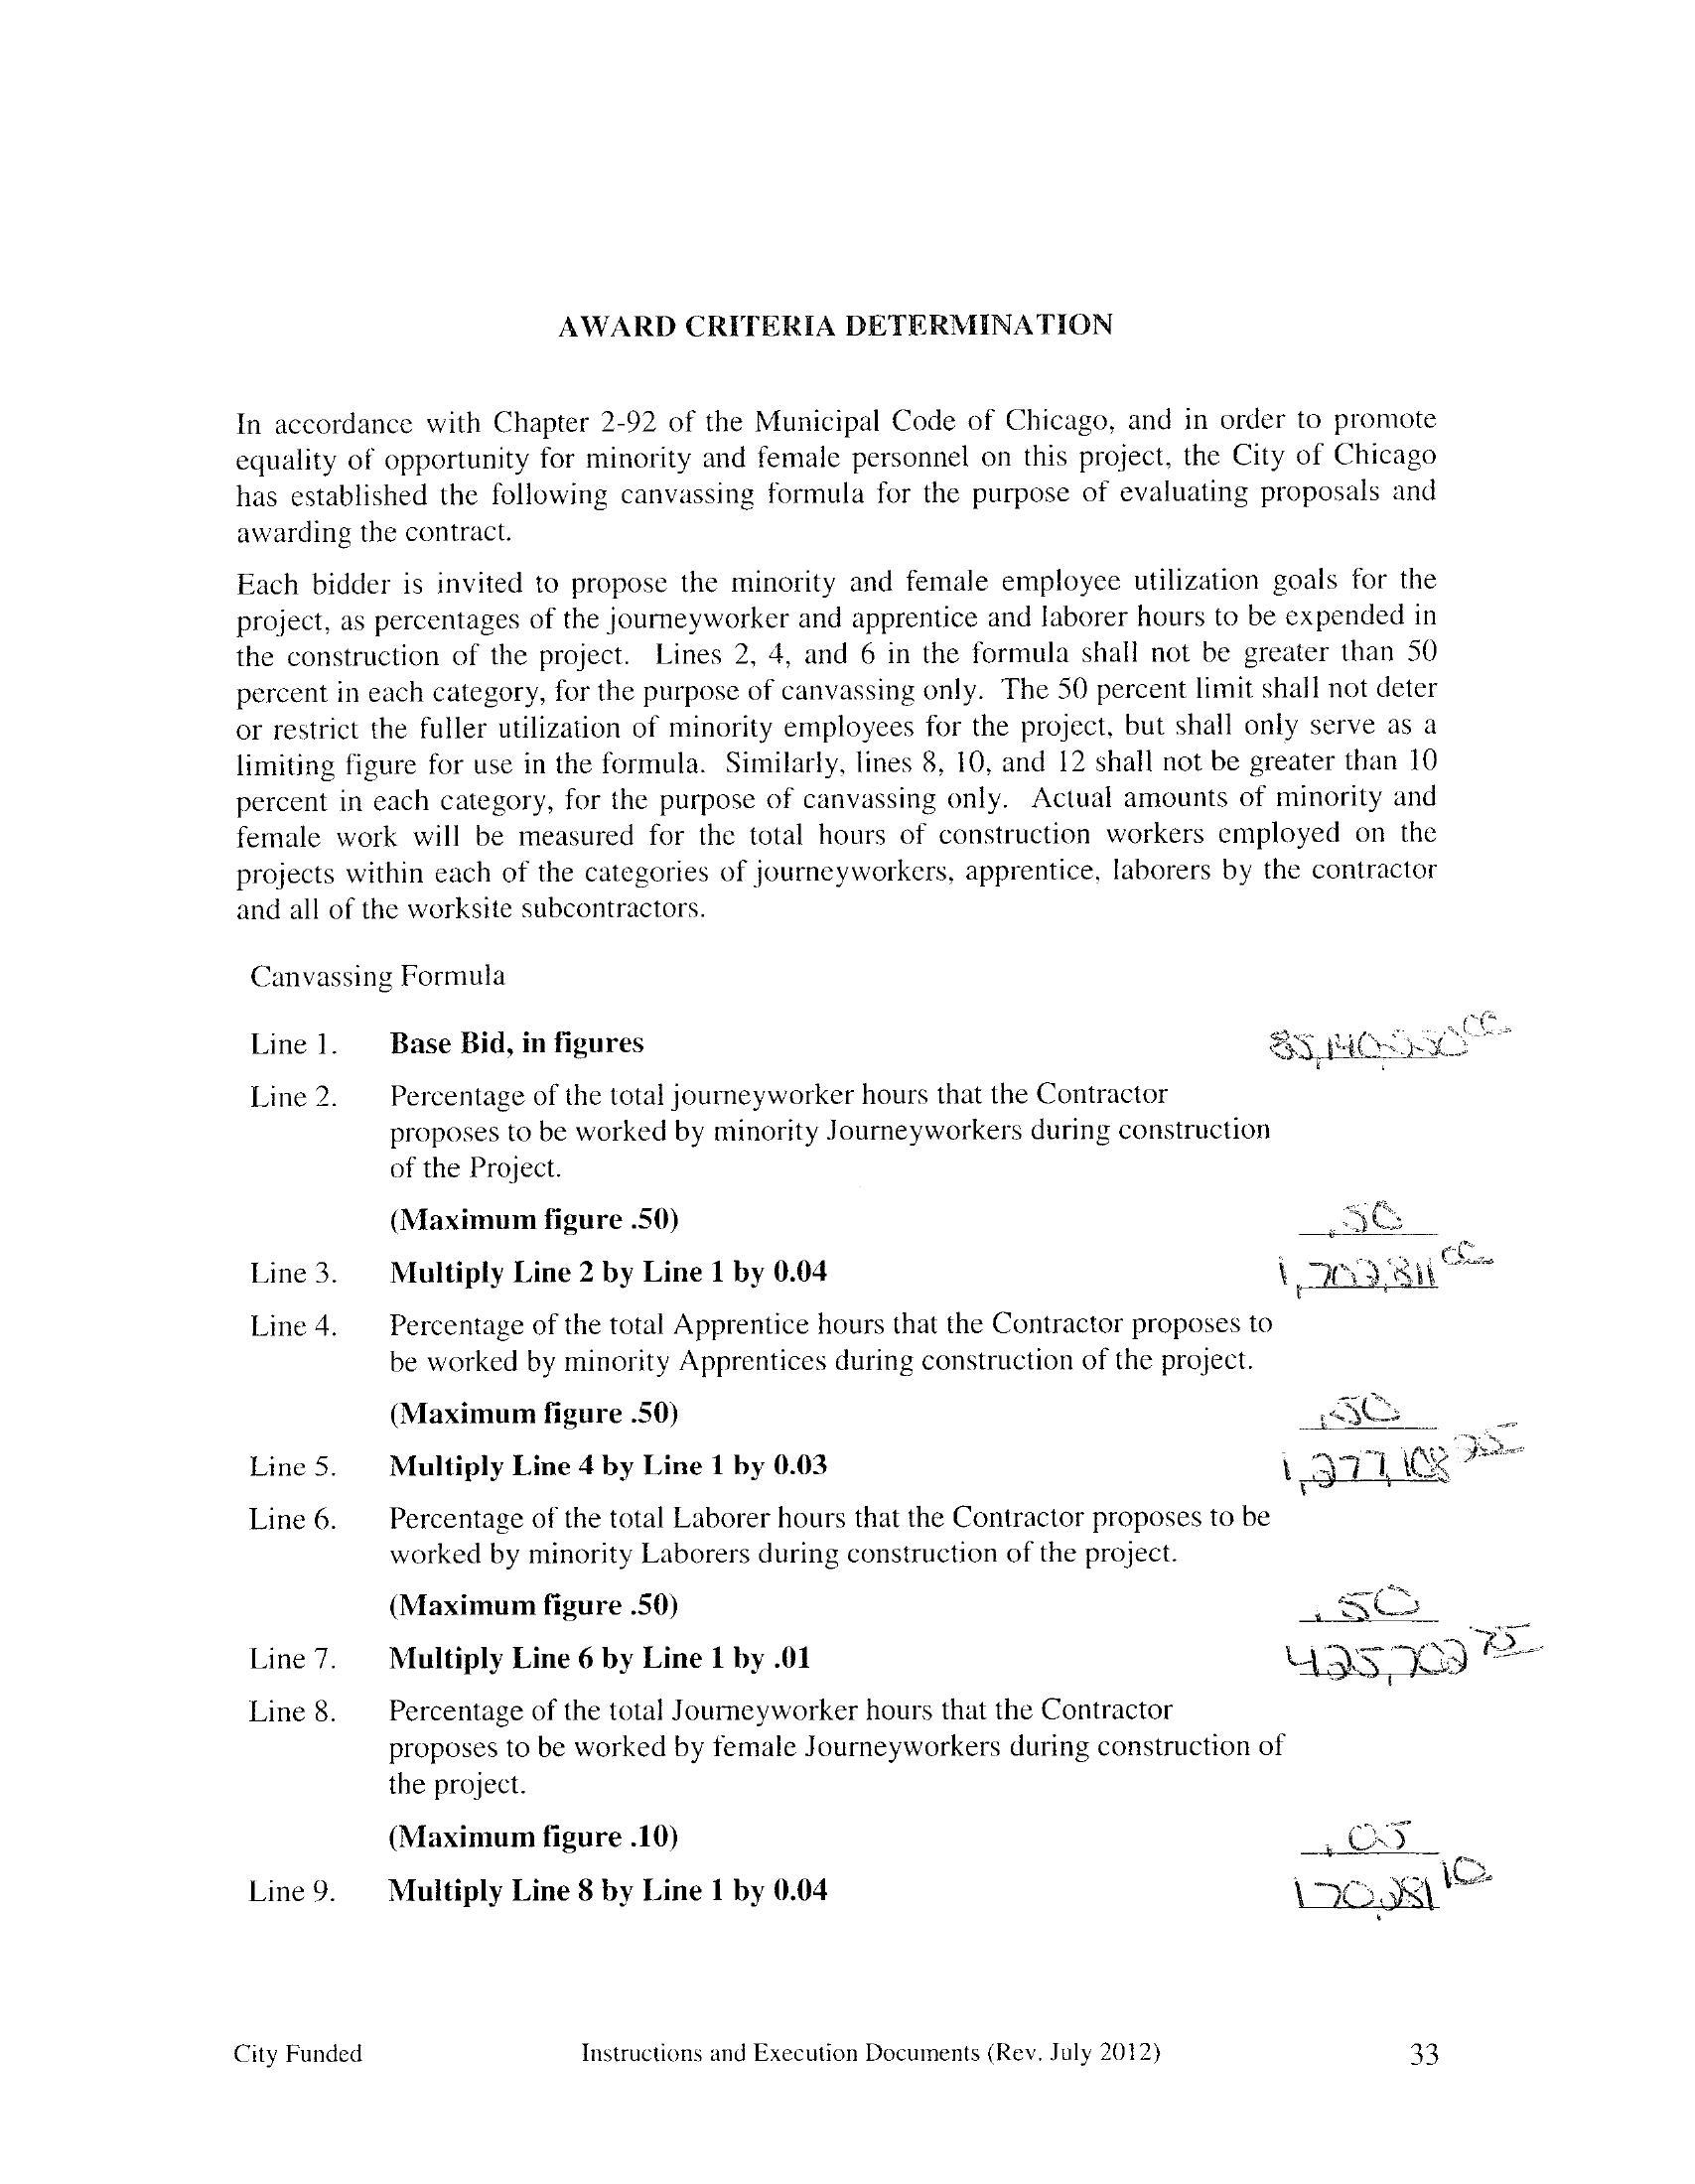 AWARD CRITERIA DETERMINATION
In accordance with Chapter 2-92 of the Municipal Code of Chicago, and in order to promote
equality of opportunity for minority and female personnel on this project, the City of Chicago
has established the following canvassing formula for the purpose of evaluating proposals and
awarding the contract.
Each bidder is invited to propose the minority and female employee utilization goals for the
project, as percentages of the journeyworker and apprentice and laborer hours to be expended in
the construction of the project. Lines 2, 4, and 6 in the formula shall not be greater than 50
percent in each category, for the purpose of canvassing only. The 50 percent limit shall not deter
or restrict the fuller utilization of minority employees for the project, but shall only serve as a
limiting figure for use in the formula. Similarly, lines 8, 10, and 12 shall not be greater than 10
percent in each category, for the purpose of canvassing only. Actual amounts of minority and
female work will be measured for the total hours of construction workers employed on the
projects within each of the categories of journeyworkers, apprentice, laborers by the contractor
and all of the worksite subcontractors.
Canvassing Formula
Line 1. Base Bid, in figures 85,140,550 00
Line 2. Percentage of the total journeyworker hours that the Contractor
proposes to be worked by minority Journeyworkers during construction
of the Project.
(Maximum figure .50) .50
Line 3. Multiply Line 2 by Line 1 by 0.04 1,702,811 00
Line 4. Percentage of the total Apprentice hours that the Contractor proposes to
be worked by minority Apprentices during construction of the project.
(Maximum figure .50) .50
Line 5. Multiply Line 4 by Line 1 by 0.03 1,277,108 25
Line 6. Percentage of the total Laborer hours that the Contractor proposes to be
worked by minority Laborers during construction of the project.
(Maximum figure .50) .50
Line 7. Multiply Line 6 by Line 1 by .01 425,702 75
Line 8. Percentage of the total Journeyworker hours that the Contractor
proposes to be worked by female Journeyworkers during construction of
the project.
(Maximum figure .10) .05
Line 9. Multiply Line 8 by Line 1 by 0.04 170,281 10
City Funded Instructions and Execution Documents (Rev. July 2012) 33